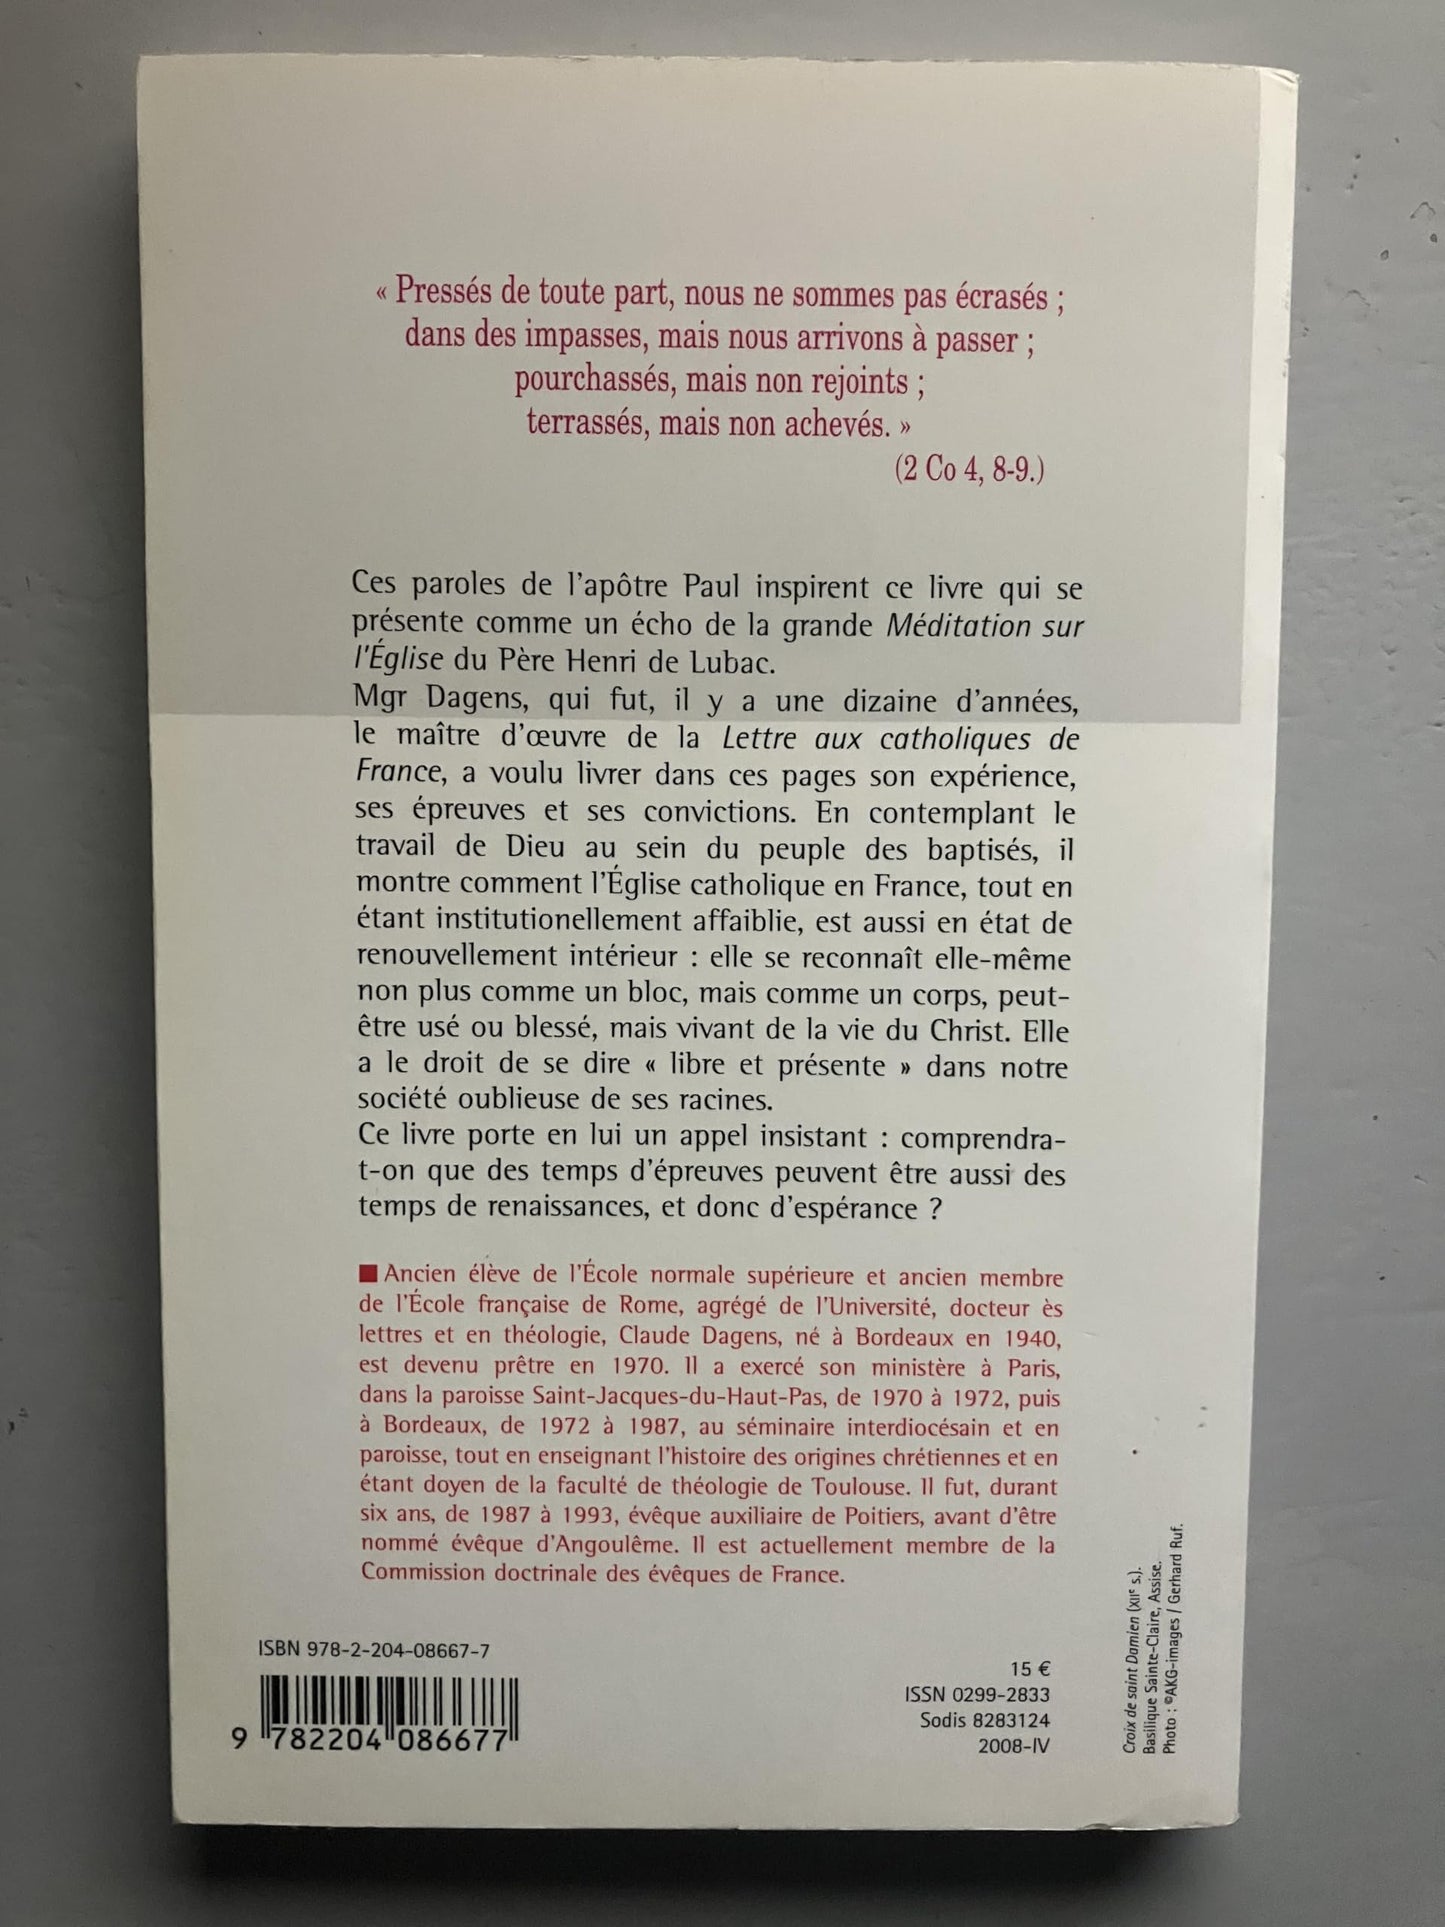 « Pressés de toute part, nous ne sommes pas écrasés ;
dans des impasses, mais nous arrivons à passer ;
pourchassés, mais non rejoints ;
terrassés, mais non achevés. »
(2 Co 4, 8-9.)
Ces paroles de l'apôtre Paul inspirent ce livre qui se
présente comme un écho de la grande Méditation sur
l'Église du Père Henri de Lubac.
Mgr Dagens, qui fut, il y a une dizaine d'années,
le maître d'œuvre de la Lettre aux catholiques de
France, a voulu livrer dans ces pages son expérience,
ses épreuves et ses convictions. En contemplant le
travail de Dieu au sein du peuple des baptisés, il
montre comment l'Église catholique en France, tout en
étant institutionellement affaiblie, est aussi en état de
renouvellement intérieur : elle se reconnaît elle-même
non plus comme un bloc, mais comme un corps, peut-
être usé ou blessé, mais vivant de la vie du Christ. Elle
a le droit de se dire « libre et présente » dans notre
société oublieuse de ses racines.
Ce livre porte en lui un appel insistant : comprendra-
t-on que des temps d'épreuves peuvent être aussi des
temps de renaissances, et donc d'espérance ?
■ Ancien élève de l'École normale supérieure et ancien membre
de l'École française de Rome, agrégé de l'Université, docteur ès
lettres et en théologie, Claude Dagens, né à Bordeaux en 1940,
est devenu prêtre en 1970. Il a exercé son ministère à Paris,
dans la paroisse Saint-Jacques-du-Haut-Pas, de 1970 à 1972, puis
à Bordeaux, de 1972 à 1987, au séminaire interdiocésain et en
paroisse, tout en enseignant l'histoire des origines chrétiennes et en
étant doyen de la faculté de théologie de Toulouse. Il fut, durant
six ans, de 1987 à 1993, évêque auxiliaire de Poitiers, avant d'être
nommé évêque d'Angoulême. Il est actuellement membre de la
Commission doctrinale des évêques de France.
ISBN 978-2-204-08667-7
9 782204 086677
15 €
ISSN 0299-2833
Sodis 8283124
2008-IV
Croix de saint Damien (XIIe s.).
Basilique Sainte-Claire, Assise.
Photo : ©AKG-images / Gerhard Ruf.